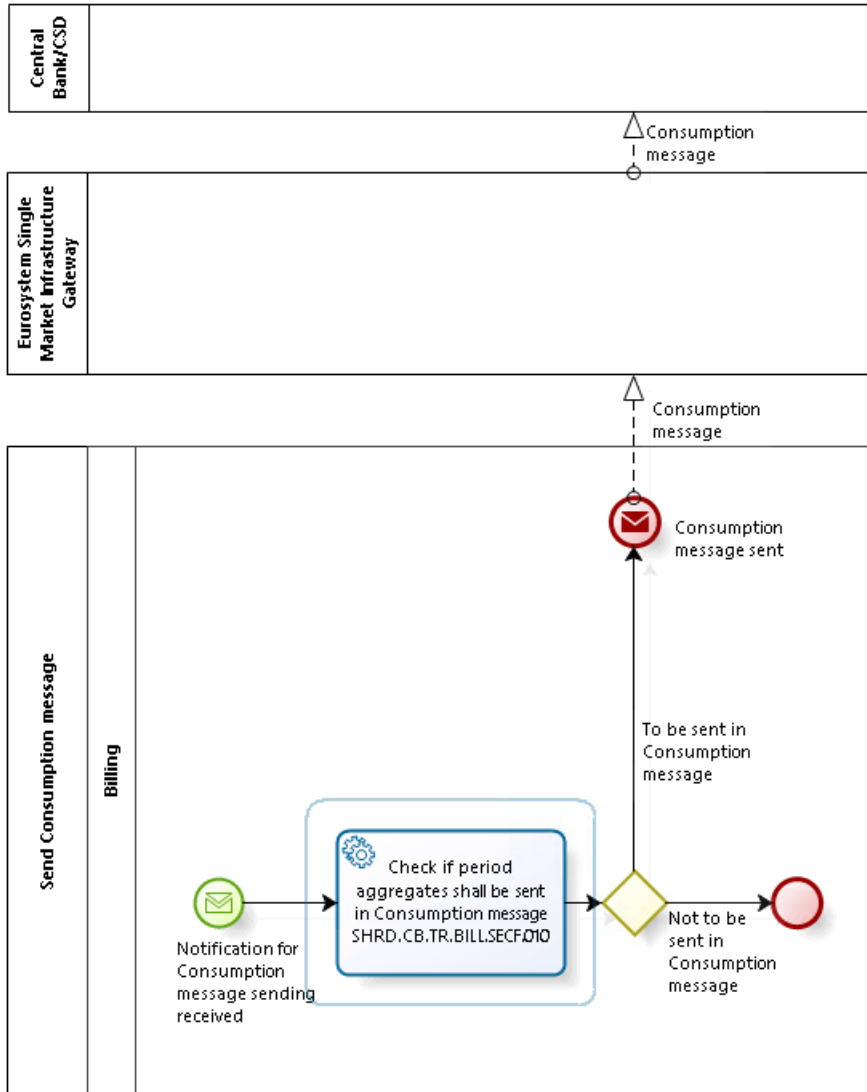 Central
Bank/CSD
Consumption
message
Eurosystem Single
Market Infrastructure
Gateway
Consumption
message
Send Consumption message
Billing
Consumption
message sent
To be sent in
Consumption
message
Check if period
aggregates shall be sent
in Consumption message
SHRD.CB.TR.BILL.SECF.010
Notification for
Consumption
message sending
received
Not to be
sent in
Consumption
message